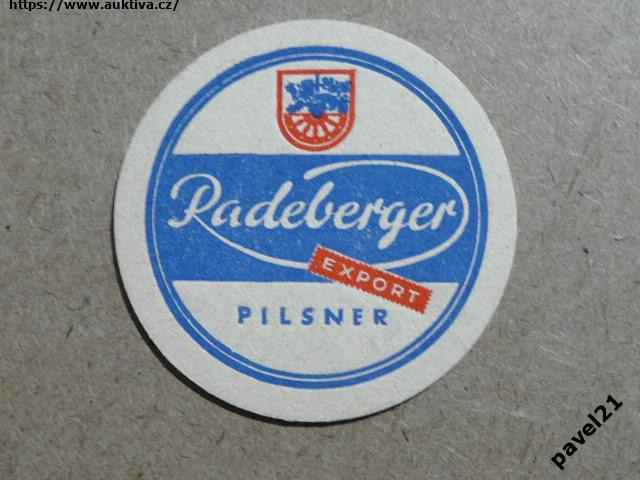 https://www.auktiva.cz/
Radeberger
EXPORT
PILSNER
pavel21